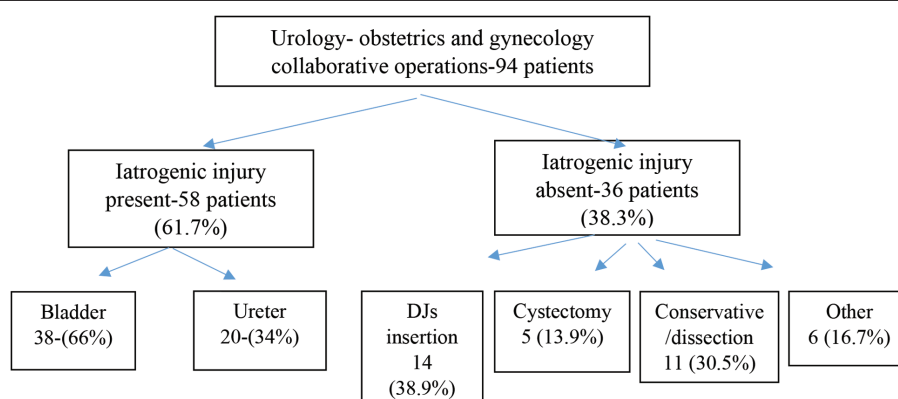 Urology- obstetrics and gynecology
collaborative operations-94 patients
Iatrogenic injury
present-58 patients
(61.7%)
Iatrogenic injury
absent-36 patients
(38.3%)
Bladder
38-(66%)
Ureter
20-(34%)
DJs
insertion
14
(38.9%)
Cystectomy
5 (13.9%)
Conservative
/dissection
11 (30.5%)
Other
6 (16.7%)